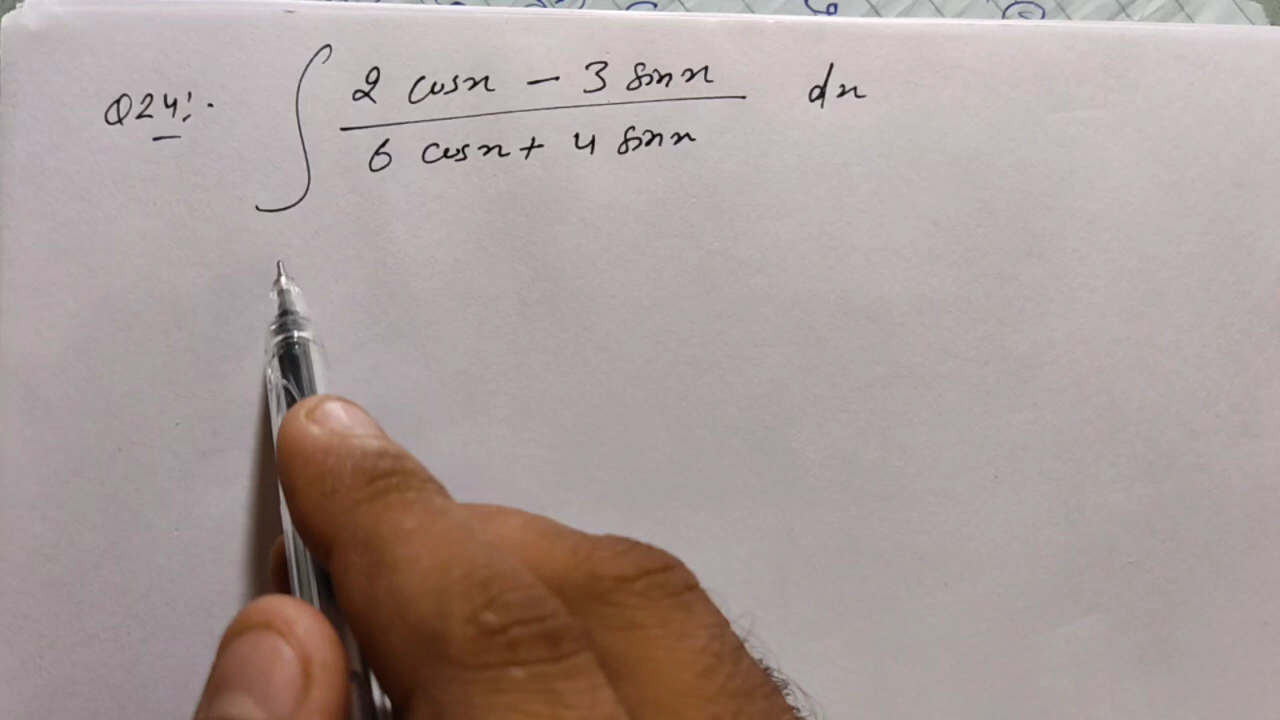 Q24:. ∫ (2 cosx - 3 sinx) / (6 cosx + 4 sinx) dx